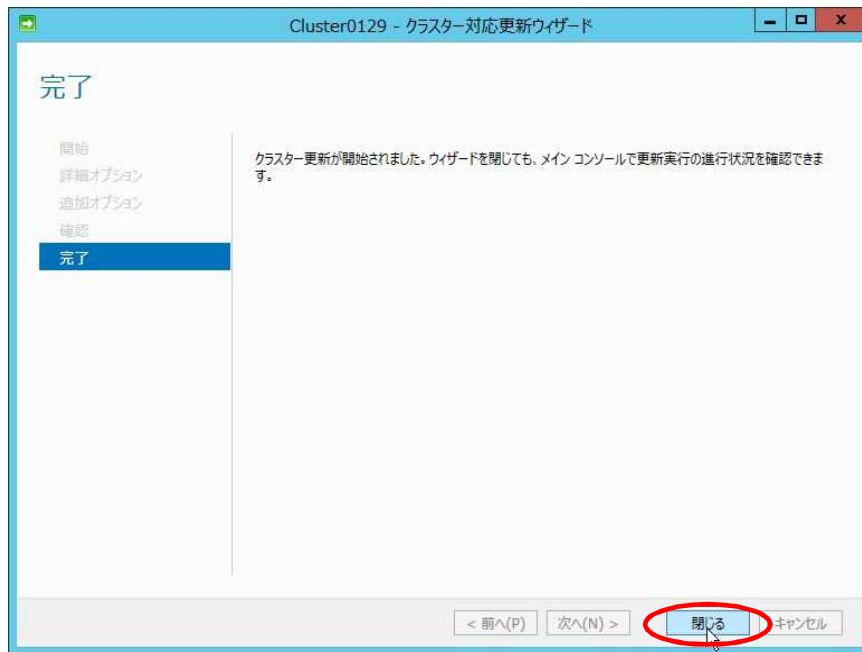 Cluster0129 - クラスター対応更新ウィザード
完了
開始
詳細オプション
追加オプション
確認
完了
クラスター更新が開始されました。ウィザードを閉じても、メイン コンソールで更新実行の進行状況を確認できま
す。
< 前へ(P)
次へ(N) >
閉じる
キャンセル